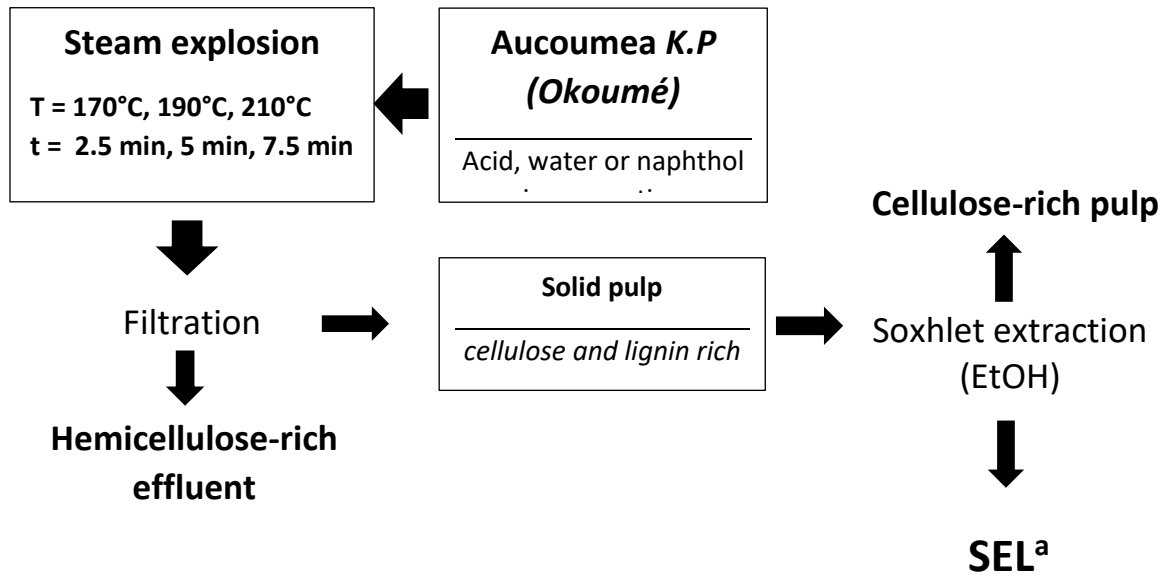 Steam explosion
T = 170°C, 190°C, 210°C
t = 2.5 min, 5 min, 7.5 min
Aucoumea K.P
(Okoumé)
Acid, water or naphthol
Filtration
Hemicellulose-rich
effluent
Solid pulp
cellulose and lignin rich
Cellulose-rich pulp
Soxhlet extraction
(EtOH)
SELᵃ